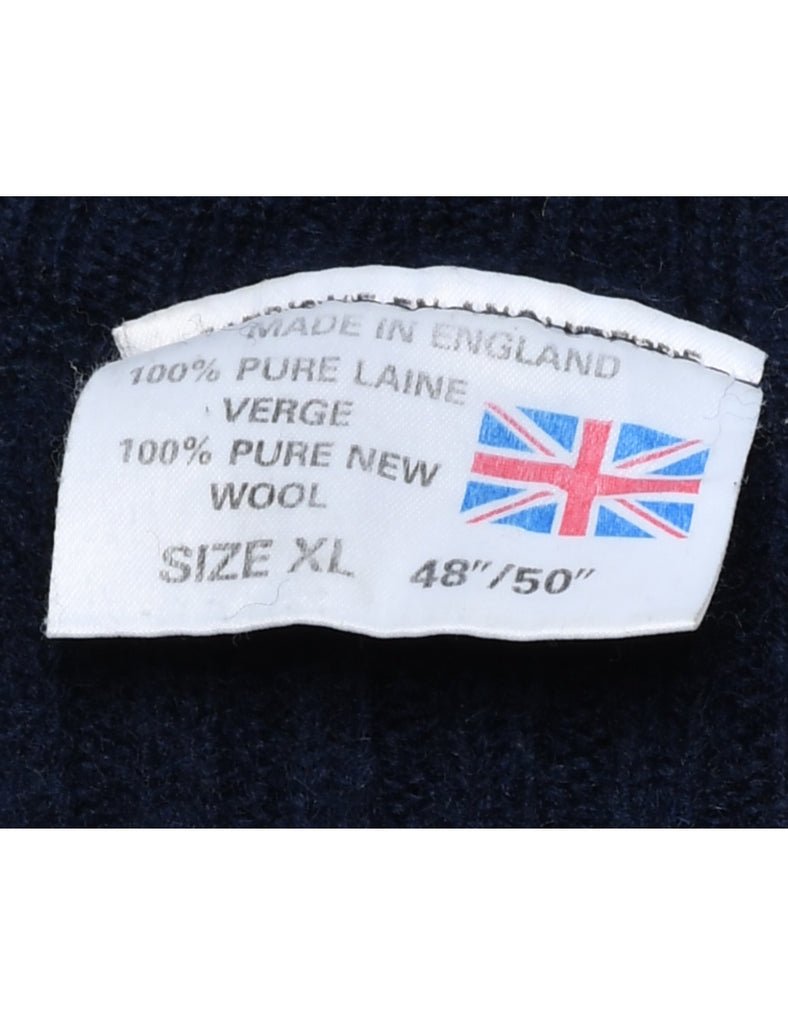 MADE IN ENGLAND
100% PURE LAINE
VERGE
100% PURE NEW
WOOL
SIZE XL 48"/50"